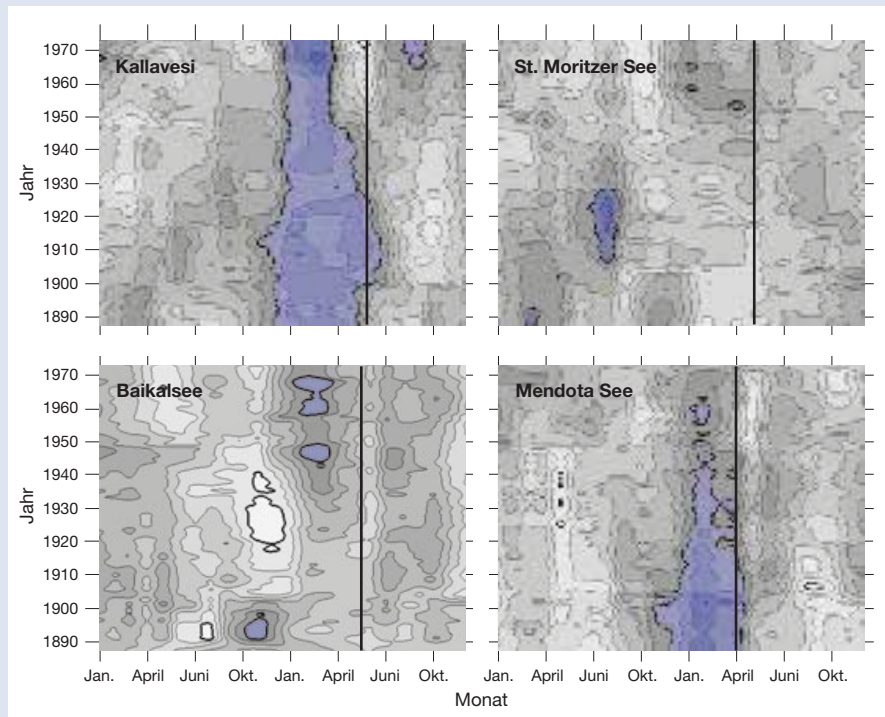 Kallavesi
St. Moritzer See
Jahr
1970
1960
1950
1940
1930
1920
1910
1900
1890
Baikalsee
Mendota See
Jahr
1970
1960
1950
1940
1930
1920
1910
1900
1890
Jan. April Juni Okt. Jan. April Juni Okt. Jan. April Juni Okt. Jan. April Juni Okt.
Monat